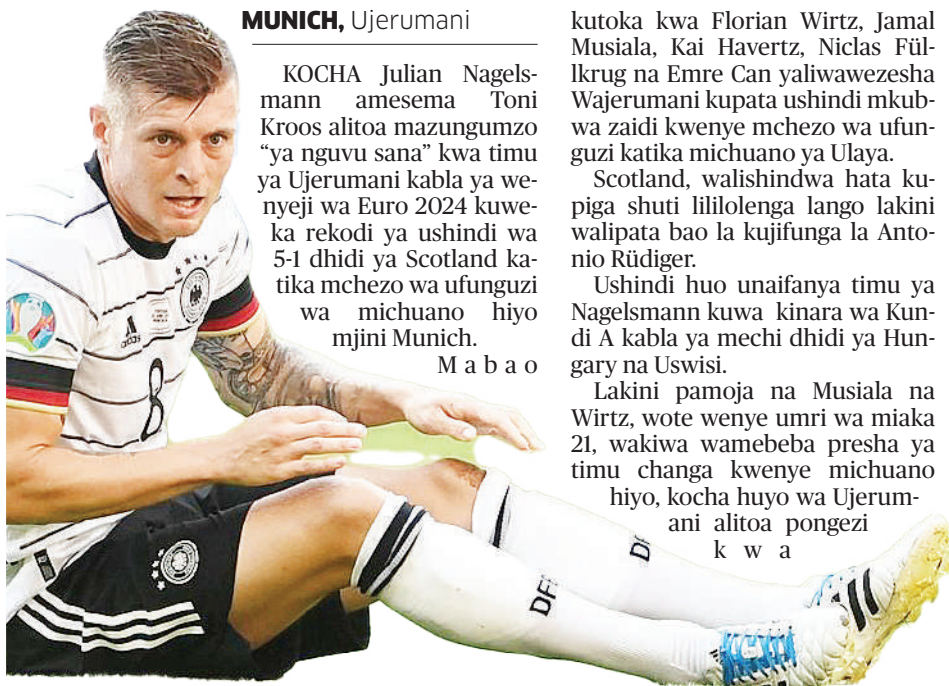 MUNICH, Ujerumani
KOCHA Julian Nagels-
mann amesema Toni
Kroos alitoa mazungumzo
“ya nguvu sana” kwa timu
ya Ujerumani kabla ya we-
nyeji wa Euro 2024 kuwe-
ka rekodi ya ushindi wa
5-1 dhidi ya Scotland ka-
tika mchezo wa ufunguzi
wa michuano hiyo
mjini Munich.
Mabao
kutoka kwa Florian Wirtz, Jamal
Musiala, Kai Havertz, Niclas Fül-
lkrug na Emre Can yaliwawezesha
Wajerumani kupata ushindi mkub-
wa zaidi kwenye mchezo wa ufun-
guzi katika michuano ya Ulaya.
Scotland, walishindwa hata ku-
piga shuti lililolenga lango lakini
walipata bao la kujifunga la Anto-
nio Rüdiger.
Ushindi huo unaifanya timu ya
Nagelsmann kuwa kinara wa Kun-
di A kabla ya mechi dhidi ya Hun-
gary na Uswisi.
Lakini pamoja na Musiala na
Wirtz, wote wenye umri wa miaka
21, wakiwa wamebeba presha ya
timu changa kwenye michuano
hiyo, kocha huyo wa Ujerum-
ani alitoa pongezi
kwa
adidas
8
DFB